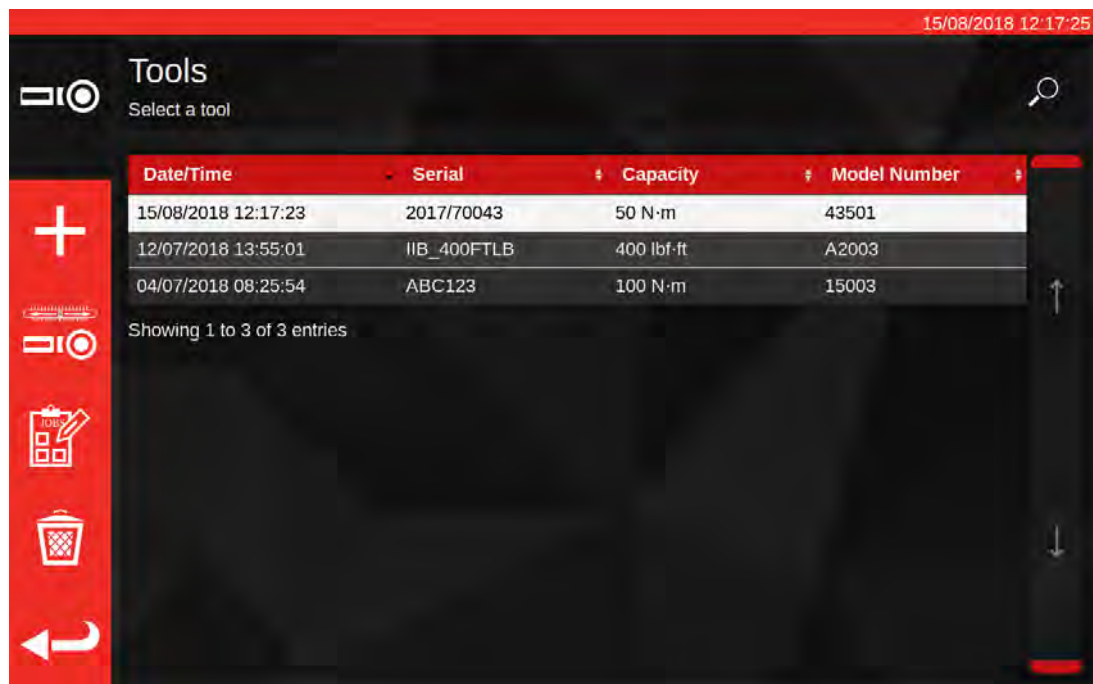 15/08/2018 12:17:25
Tools
Select a tool
Date/Time Serial Capacity Model Number
15/08/2018 12:17:23 2017/70043 50 N·m 43501
12/07/2018 13:55:01 IIB_400FTLB 400 lbf·ft A2003
04/07/2018 08:25:54 ABC123 100 N·m 15003
Showing 1 to 3 of 3 entries
JOBS